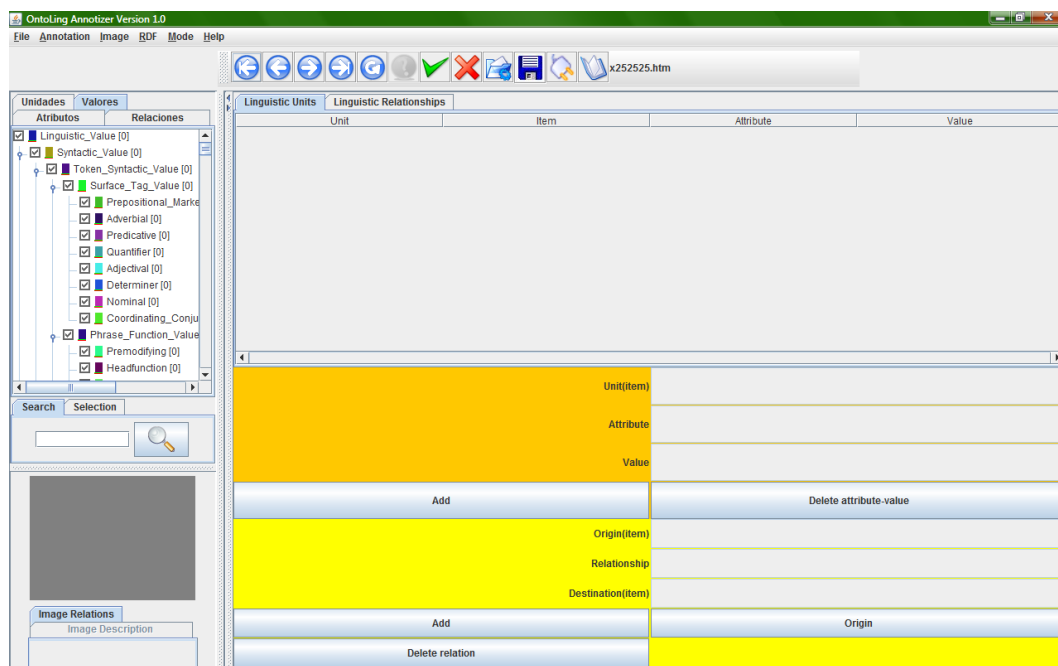 OntoLing Annotizer Version 1.0
File Annotation Image RDF Mode Help
x252525.htm
Unidades Valores
Atributos Relaciones
Linguistic_Value [0]
Syntactic_Value [0]
Token_Syntactic_Value [0]
Surface_Tag_Value [0]
Prepositional_Marke
Adverbial [0]
Predicative [0]
Quantifier [0]
Adjectival [0]
Determiner [0]
Nominal [0]
Coordinating_Conju
Phrase_Function_Value
Premodifying [0]
Headfunction [0]
Search Selection
Image Relations
Image Description
Linguistic Units Linguistic Relationships
Unit Item Attribute Value
Unit(item)
Attribute
Value
Add Delete attribute-value
Origin(item)
Relationship
Destination(item)
Add Origin
Delete relation